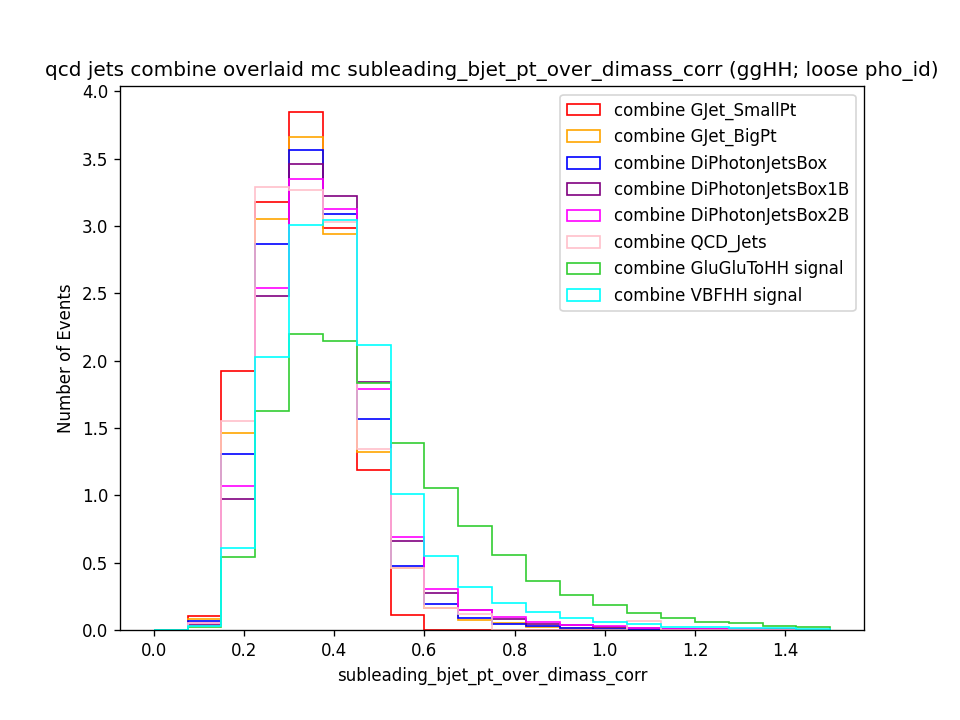 qcd jets combine overlaid mc subleading_bjet_pt_over_dimass_corr (ggHH; loose pho_id)
combine GJet_SmallPt
combine GJet_BigPt
combine DiPhotonJetsBox
combine DiPhotonJetsBox1B
combine DiPhotonJetsBox2B
combine QCD_Jets
combine GluGluToHH signal
combine VBFHH signal
Number of Events
4.0
3.5
3.0
2.5
2.0
1.5
1.0
0.5
0.0
0.0 0.2 0.4 0.6 0.8 1.0 1.2 1.4
subleading_bjet_pt_over_dimass_corr